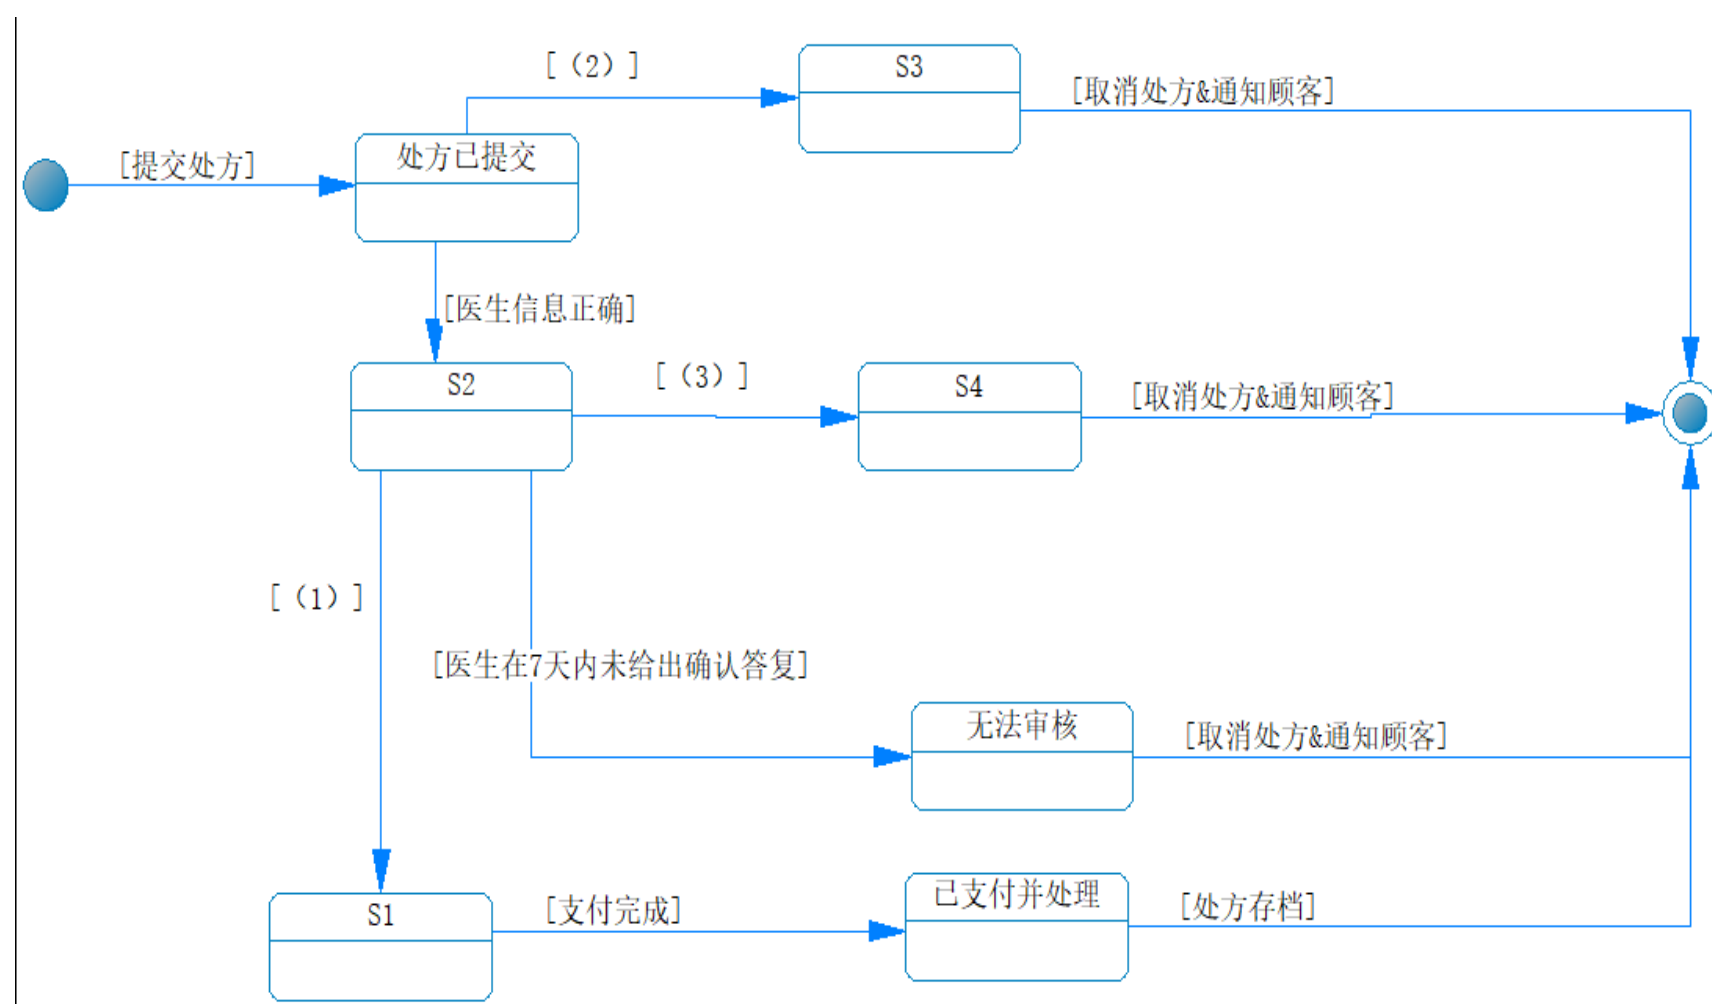 [（2）]
S3
[取消处方&通知顾客]
[提交处方]
处方已提交
[医生信息正确]
S2
[（3）]
S4
[取消处方&通知顾客]
[（1）]
[医生在7天内未给出确认答复]
无法审核
[取消处方&通知顾客]
S1
[支付完成]
已支付并处理
[处方存档]